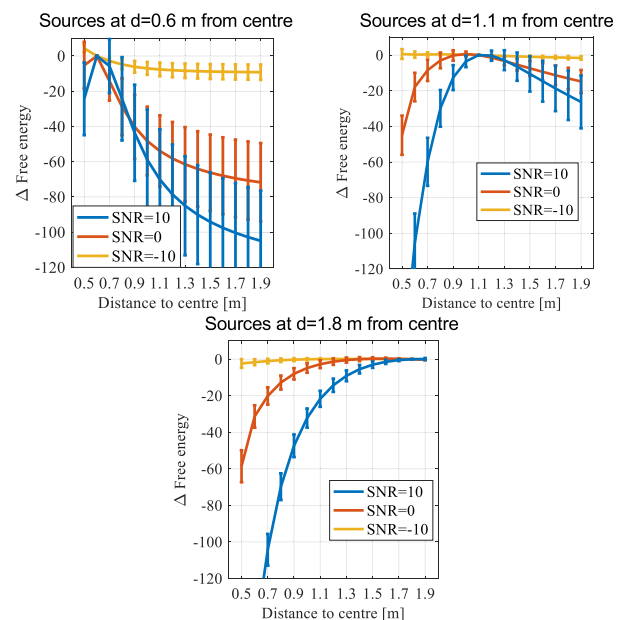 Sources at d=0.6 m from centre
0
-20
-40
-60
-80
-100
-120
Δ Free energy
SNR=10
SNR=0
SNR=-10
0.5 0.7 0.9 1.1 1.3 1.5 1.7 1.9
Distance to centre [m]
Sources at d=1.1 m from centre
0
-20
-40
-60
-80
-100
-120
Δ Free energy
SNR=10
SNR=0
SNR=-10
0.5 0.7 0.9 1.1 1.3 1.5 1.7 1.9
Distance to centre [m]
Sources at d=1.8 m from centre
0
-20
-40
-60
-80
-100
-120
Δ Free energy
SNR=10
SNR=0
SNR=-10
0.5 0.7 0.9 1.1 1.3 1.5 1.7 1.9
Distance to centre [m]